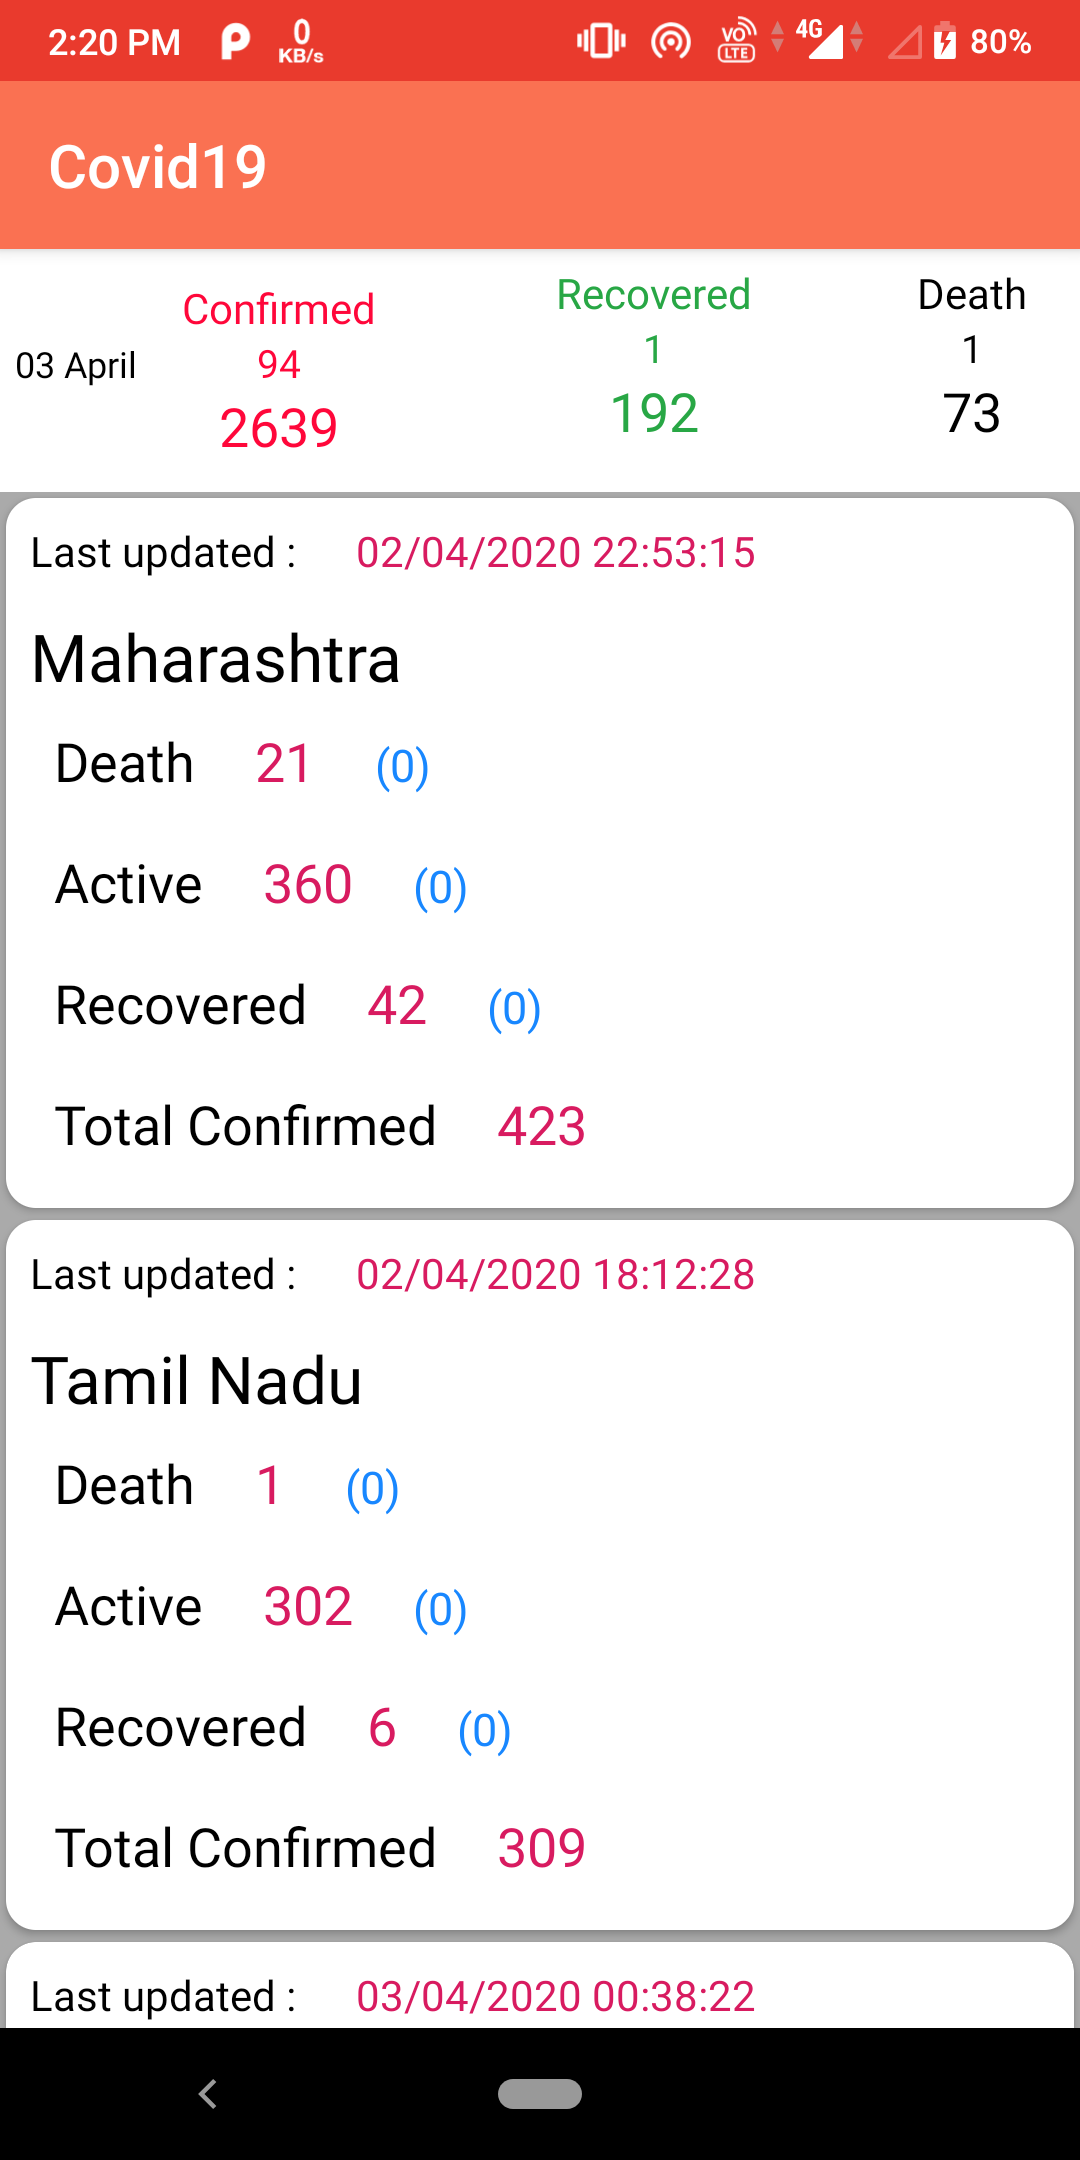 2:20 PM P 0 KB/s VO LTE 4G 80%
Covid19
Confirmed Recovered Death
03 April 94 1 1
2639 192 73
Last updated : 02/04/2020 22:53:15
Maharashtra
Death 21 (0)
Active 360 (0)
Recovered 42 (0)
Total Confirmed 423
Last updated : 02/04/2020 18:12:28
Tamil Nadu
Death 1 (0)
Active 302 (0)
Recovered 6 (0)
Total Confirmed 309
Last updated : 03/04/2020 00:38:22